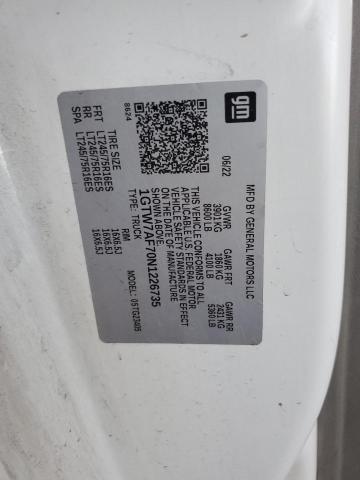 gm
MFD BY GENERAL MOTORS LLC
06/22
GVWR GAWR FRT GAWR RR
3901 KG 1860 KG 2431 KG
8600 LB 4100 LB 5360 LB
THIS VEHICLE CONFORMS TO ALL
APPLICABLE U.S. FEDERAL MOTOR
VEHICLE SAFETY STANDARDS IN EFFECT
ON THE DATE OF MANUFACTURE
SHOWN ABOVE.
1GTW7AF70N1226735
TYPE: TRUCK MODEL: 05TG23405
8624
TIRE SIZE RIM
FRT LT245/75R16ES 16X6.5J
RR LT245/75R16ES 16X6.5J
SPA LT245/75R16ES 16X6.5J